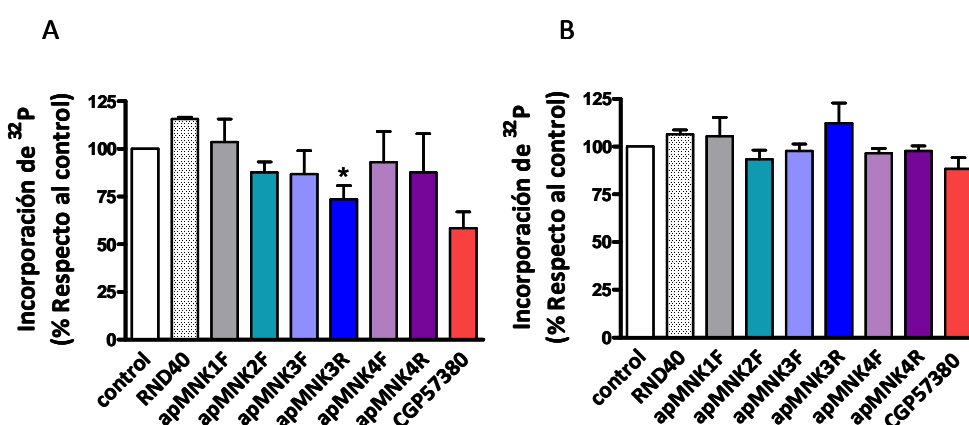 A
B
Incorporación de ³²P
(% Respecto al control)
125
100
75
50
25
0
control
RND40
apMNK1F
apMNK2F
apMNK3F
apMNK3R
apMNK4F
apMNK4R
CGP57380
*
Incorporación de ³²P
(% Respecto al control)
125
100
75
50
25
0
control
RND40
apMNK1F
apMNK2F
apMNK3F
apMNK3R
apMNK4F
apMNK4R
CGP57380